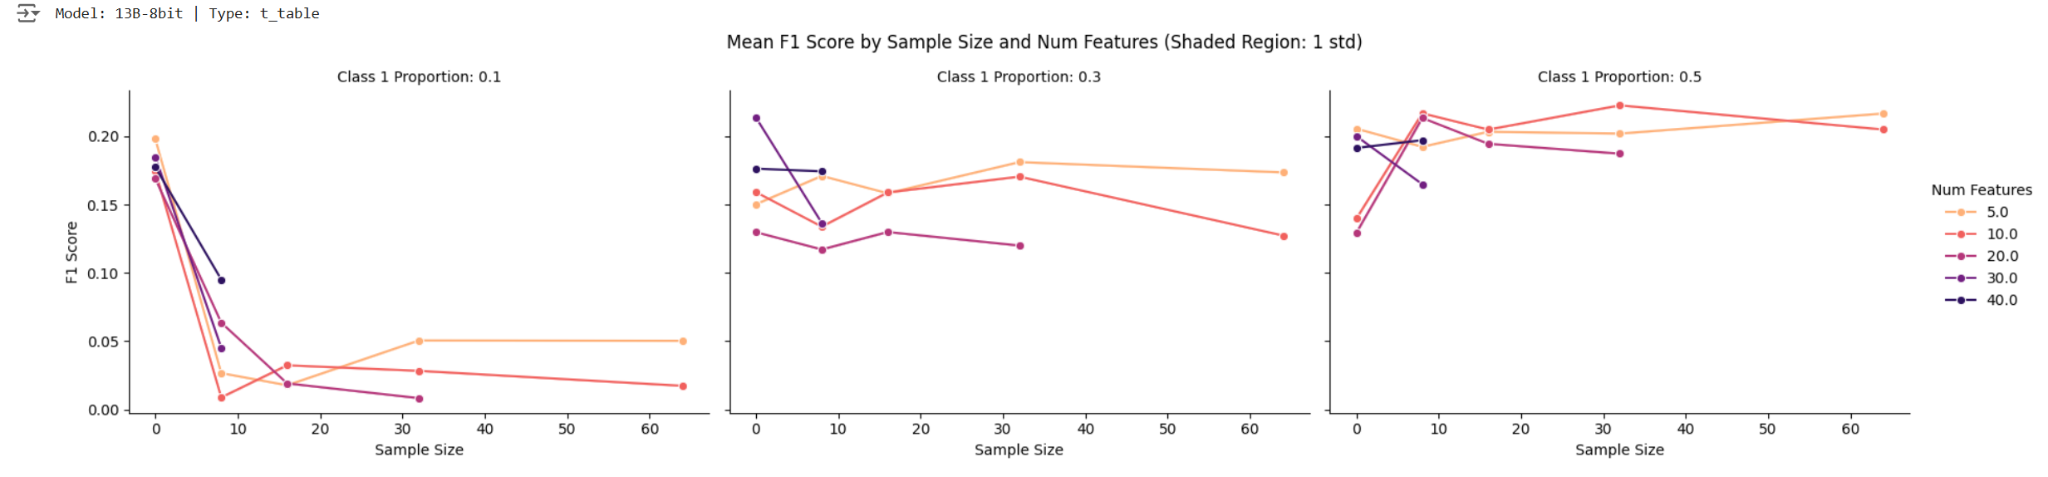 Model: 13B-8bit | Type: t_table
Mean F1 Score by Sample Size and Num Features (Shaded Region: 1 std)
Class 1 Proportion: 0.1
Class 1 Proportion: 0.3
Class 1 Proportion: 0.5
F1 Score
0.20
0.15
0.10
0.05
0.00
0 10 20 30 40 50 60
Sample Size
0 10 20 30 40 50 60
Sample Size
0 10 20 30 40 50 60
Sample Size
Num Features
5.0
10.0
20.0
30.0
40.0